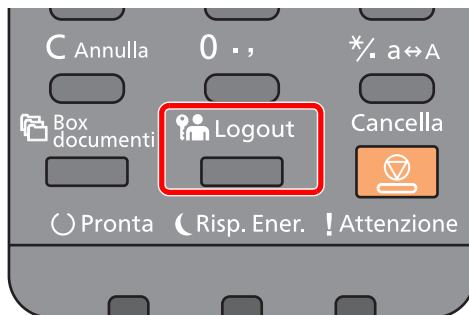 C Annulla 0 ., */. a⇔A
Box documenti Logout Cancella
Pronta Risp. Ener. ! Attenzione